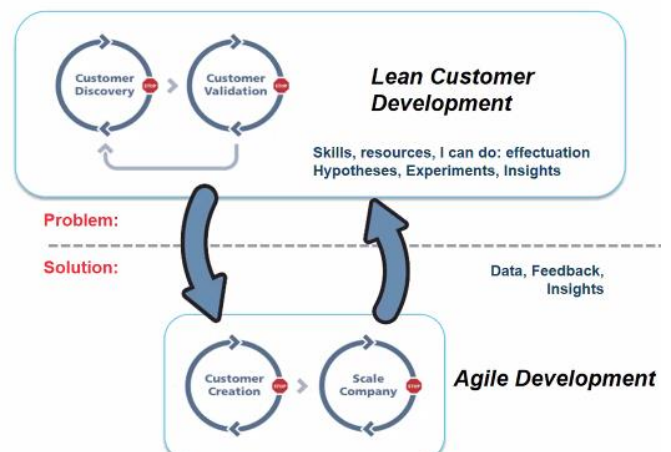 Customer
Discovery
STOP
Customer
Validation
STOP
Lean Customer
Development
Skills, resources, I can do: effectuation
Hypotheses, Experiments, Insights
Problem:
Solution:
Data, Feedback,
Insights
Customer
Creation
STOP
Scale
Company
STOP
Agile Development